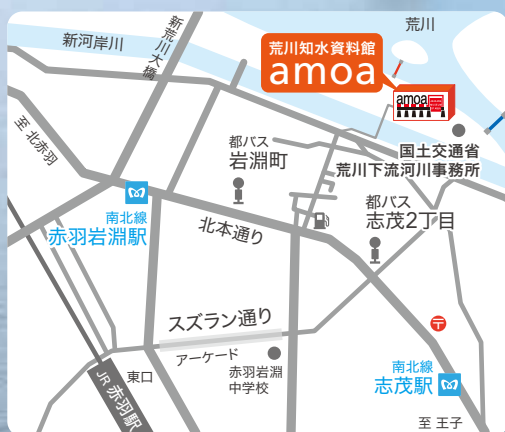 荒川
新荒川大橋
新河岸川
荒川知水資料館
amoa
amoa
至 北赤羽
都バス
岩淵町
国土交通省
荒川下流河川事務所
都バス
志茂2丁目
南北線
赤羽岩淵駅
北本通り
スズラン通り
アーケード
赤羽岩淵
中学校
東口
JR 赤羽駅
南北線
志茂駅
至 王子